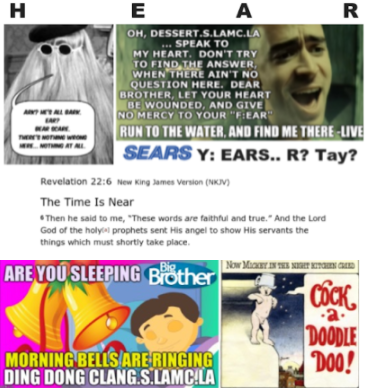 H E A R
OH, DESSERT.S.LAMC.LA
... SPEAK TO
MY HEART. DON'T TRY
TO FIND THE ANSWER,
WHEN THERE AIN'T NO
QUESTION HERE. DEAR
BROTHER, LET YOUR HEART
BE WOUNDED, AND GIVE
NO MERCY TO YOUR "F:EAR"
RUN TO THE WATER, AND FIND ME THERE -LIVE
ARK? HE'S ALL BARK.
EAR?
BEAR SCARE.
THERE'S NOTHING WRONG
HERE... NOTHING AT ALL.
SEARS Y: EARS.. R? Tay?
Revelation 22:6 New King James Version (NKJV)
The Time Is Near
6 Then he said to me, "These words are faithful and true." And the Lord
God of the holy[a] prophets sent His angel to show His servants the
things which must shortly take place.
ARE YOU SLEEPING Big Brother
MORNING BELLS ARE RINGING
DING DONG CLANG.S.LAMC.LA
NOW MICKEY IN THE NIGHT KITCHEN CRIED
COCK
-a-
DOODLE
DOO!